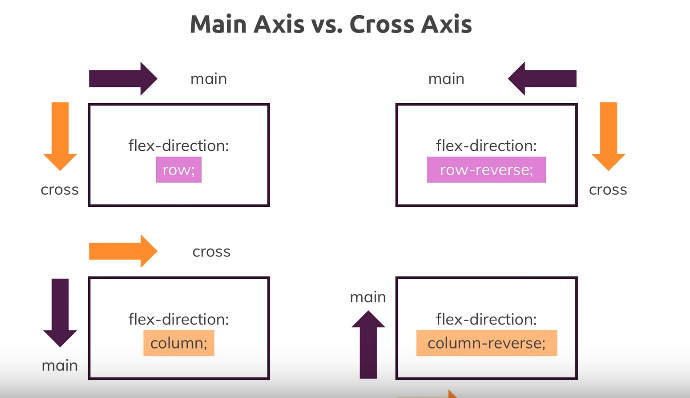 Main Axis vs. Cross Axis
main
main
flex-direction:
row;
flex-direction:
row-reverse;
cross
cross
cross
main
flex-direction:
column;
flex-direction:
column-reverse;
main